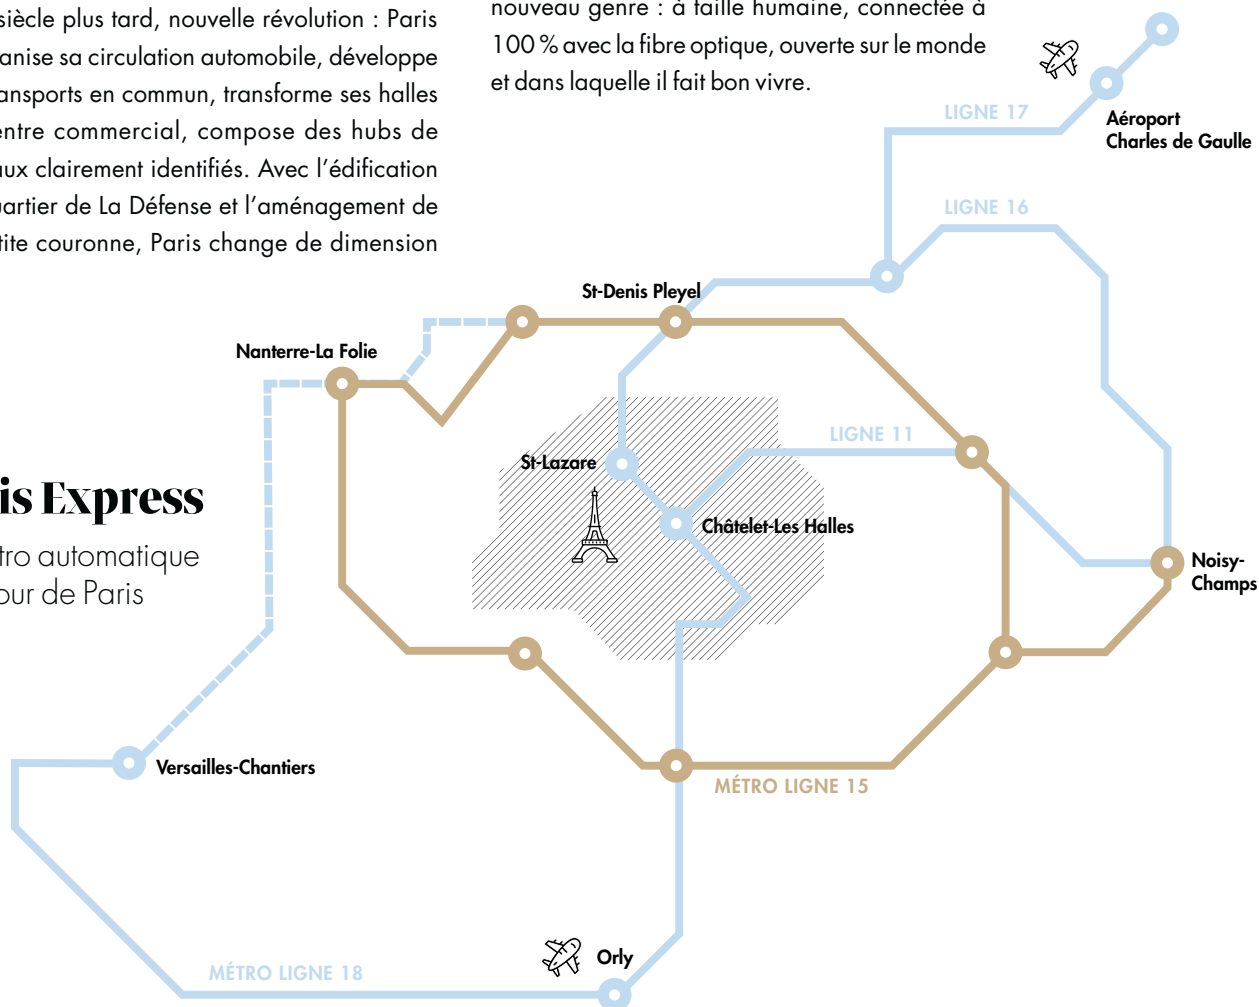 siècle plus tard, nouvelle révolution : Paris
anise sa circulation automobile, développe
ansports en commun, transforme ses halles
entre commercial, compose des hubs de
aux clairement identifiés. Avec l’édification
uartier de La Défense et l’aménagement de
tite couronne, Paris change de dimension
nouveau genre : à taille humaine, connectée à
100 % avec la fibre optique, ouverte sur le monde
et dans laquelle il fait bon vivre.
LIGNE 17
Aéroport
Charles de Gaulle
LIGNE 16
St-Denis Pleyel
Nanterre-La Folie
LIGNE 11
St-Lazare
is Express
Châtelet-Les Halles
tro automatique
our de Paris
Noisy-
Champs
Versailles-Chantiers
MÉTRO LIGNE 15
Orly
MÉTRO LIGNE 18